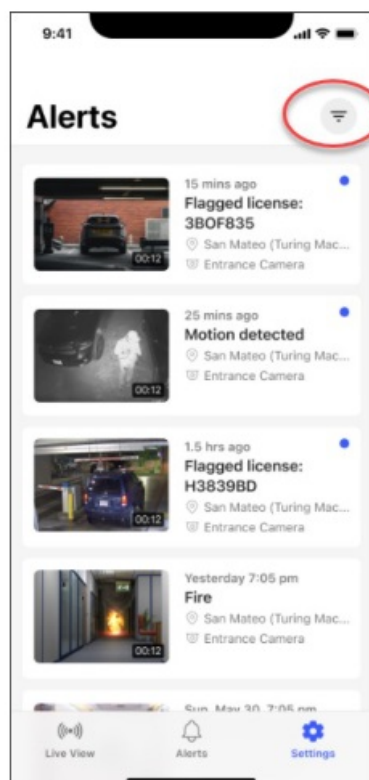 9:41
Alerts
15 mins ago
Flagged license:
3BOF835
San Mateo (Turing Mac...
Entrance Camera
00:12
25 mins ago
Motion detected
San Mateo (Turing Mac...
Entrance Camera
00:12
1.5 hrs ago
Flagged license:
H3839BD
San Mateo (Turing Mac...
Entrance Camera
00:12
Yesterday 7:05 pm
Fire
San Mateo (Turing Mac...
Entrance Camera
00:12
Sun, May 30, 7:05 pm
Live View
Alerts
Settings